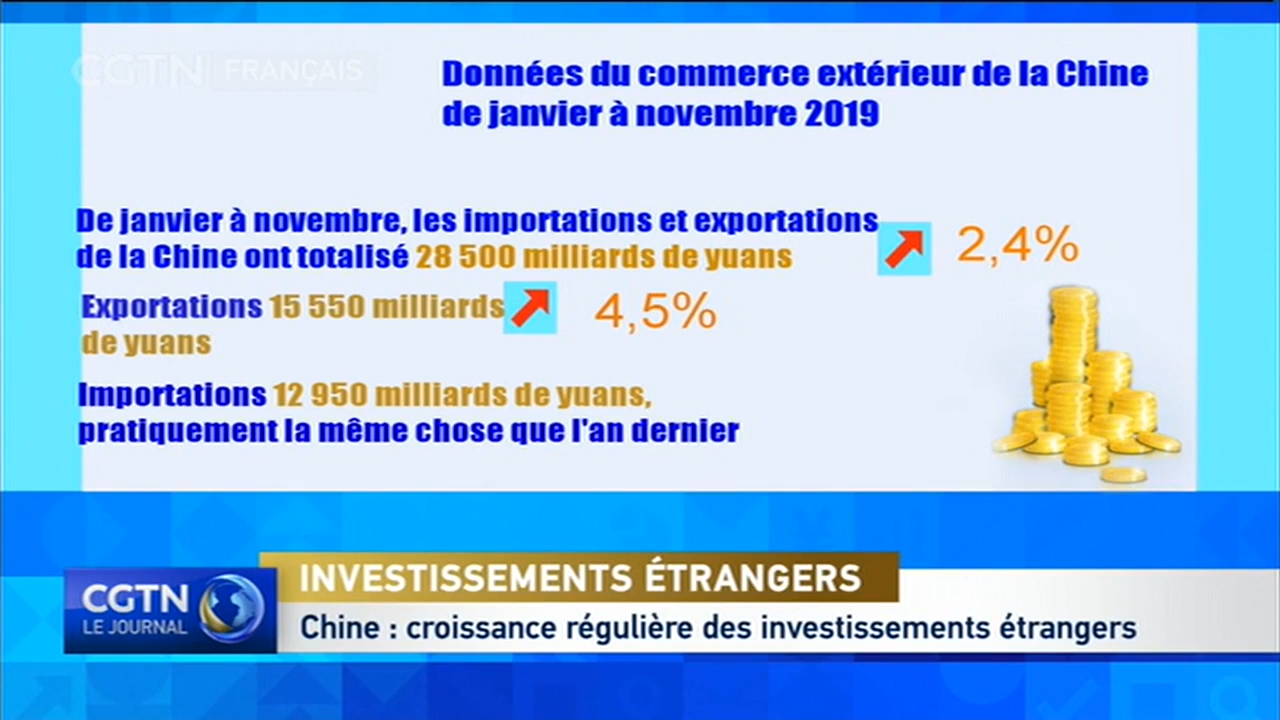 CGTN FRANÇAIS
Données du commerce extérieur de la Chine
de janvier à novembre 2019
De janvier à novembre, les importations et exportations
de la Chine ont totalisé 28 500 milliards de yuans
2,4%
Exportations 15 550 milliards
de yuans
4,5%
Importations 12 950 milliards de yuans,
pratiquement la même chose que l'an dernier
INVESTISSEMENTS ÉTRANGERS
CGTN
LE JOURNAL
Chine : croissance régulière des investissements étrangers